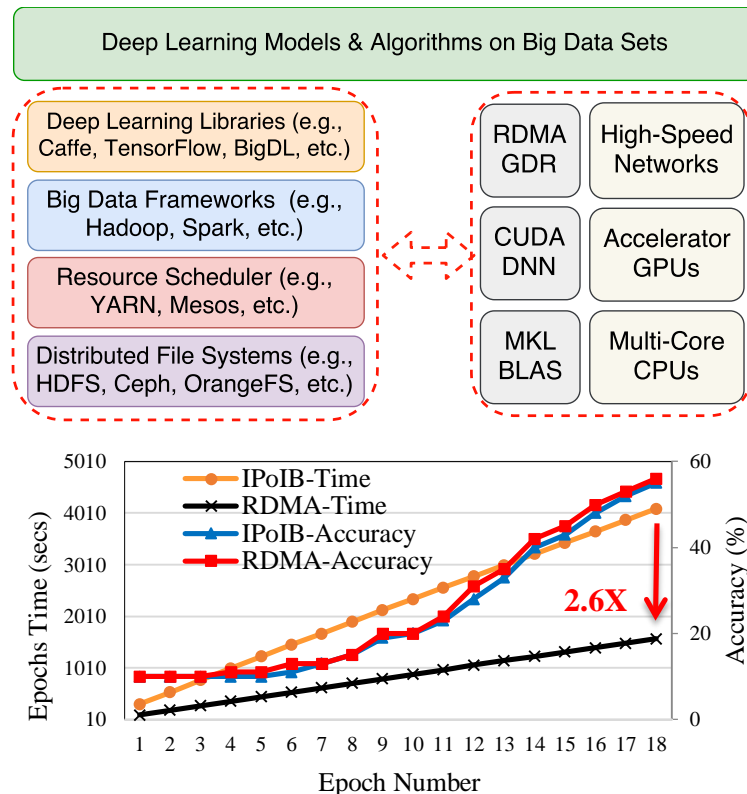 Deep Learning Models & Algorithms on Big Data Sets
Deep Learning Libraries (e.g.,
Caffe, TensorFlow, BigDL, etc.)
Big Data Frameworks (e.g.,
Hadoop, Spark, etc.)
Resource Scheduler (e.g.,
YARN, Mesos, etc.)
Distributed File Systems (e.g.,
HDFS, Ceph, OrangeFS, etc.)
RDMA
GDR
High-Speed
Networks
CUDA
DNN
Accelerator
GPUs
MKL
BLAS
Multi-Core
CPUs
Epochs Time (secs)
5010
4010
3010
2010
1010
10
IPoIB-Time
RDMA-Time
IPoIB-Accuracy
RDMA-Accuracy
2.6X
60
40
20
0
Accuracy (%)
1 2 3 4 5 6 7 8 9 10 11 12 13 14 15 16 17 18
Epoch Number